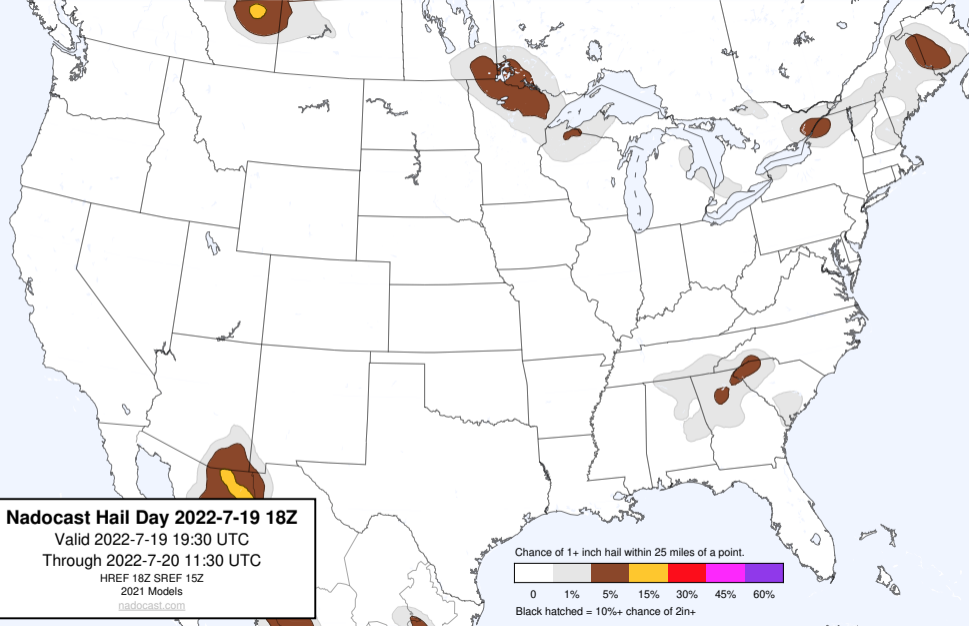 Nadocast Hail Day 2022-7-19 18Z
Valid 2022-7-19 19:30 UTC
Through 2022-7-20 11:30 UTC
HREF 18Z SREF 15Z
2021 Models
nadocast.com
Chance of 1+ inch hail within 25 miles of a point.
0 1% 5% 15% 30% 45% 60%
Black hatched = 10%+ chance of 2in+